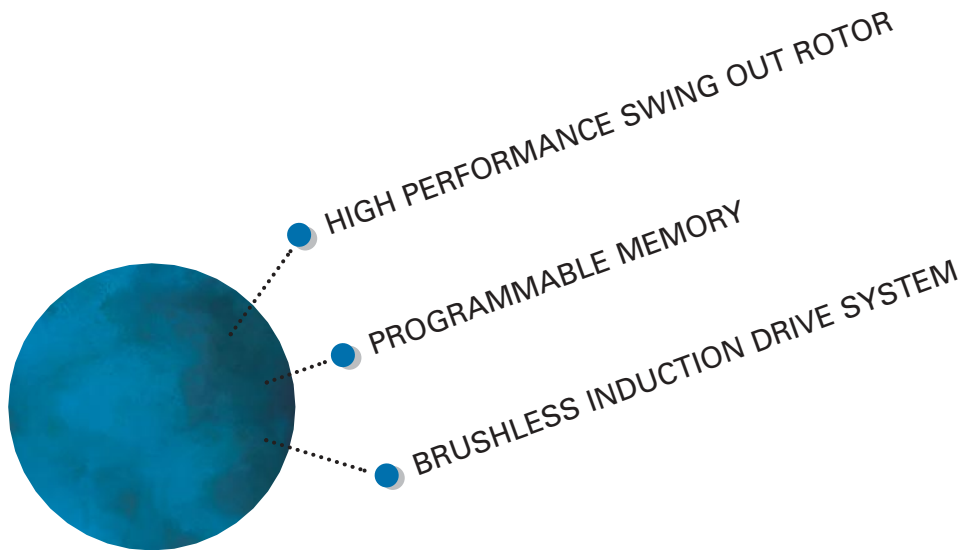 HIGH PERFORMANCE SWING OUT ROTOR
PROGRAMMABLE MEMORY
BRUSHLESS INDUCTION DRIVE SYSTEM